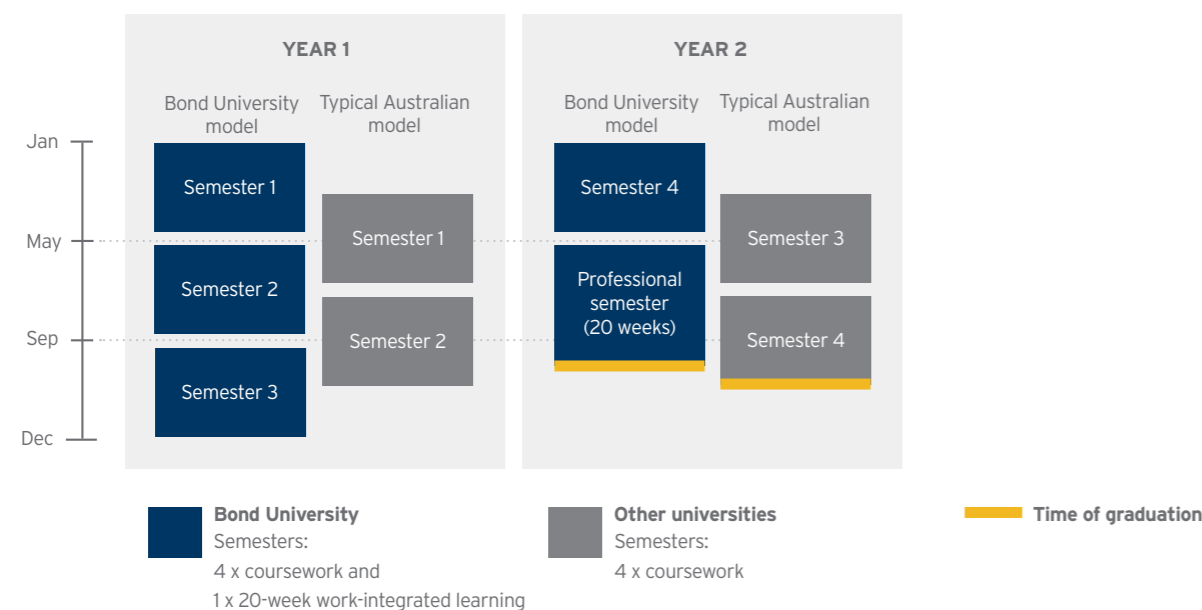 YEAR 1
YEAR 2
Bond University
model
Typical Australian
model
Bond University
model
Typical Australian
model
Jan
May
Sep
Dec
Semester 1
Semester 2
Semester 3
Semester 1
Semester 2
Semester 4
Professional
semester
(20 weeks)
Semester 3
Semester 4
Bond University
Semesters:
4 x coursework and
1 x 20-week work-integrated learning
Other universities
Semesters:
4 x coursework
Time of graduation